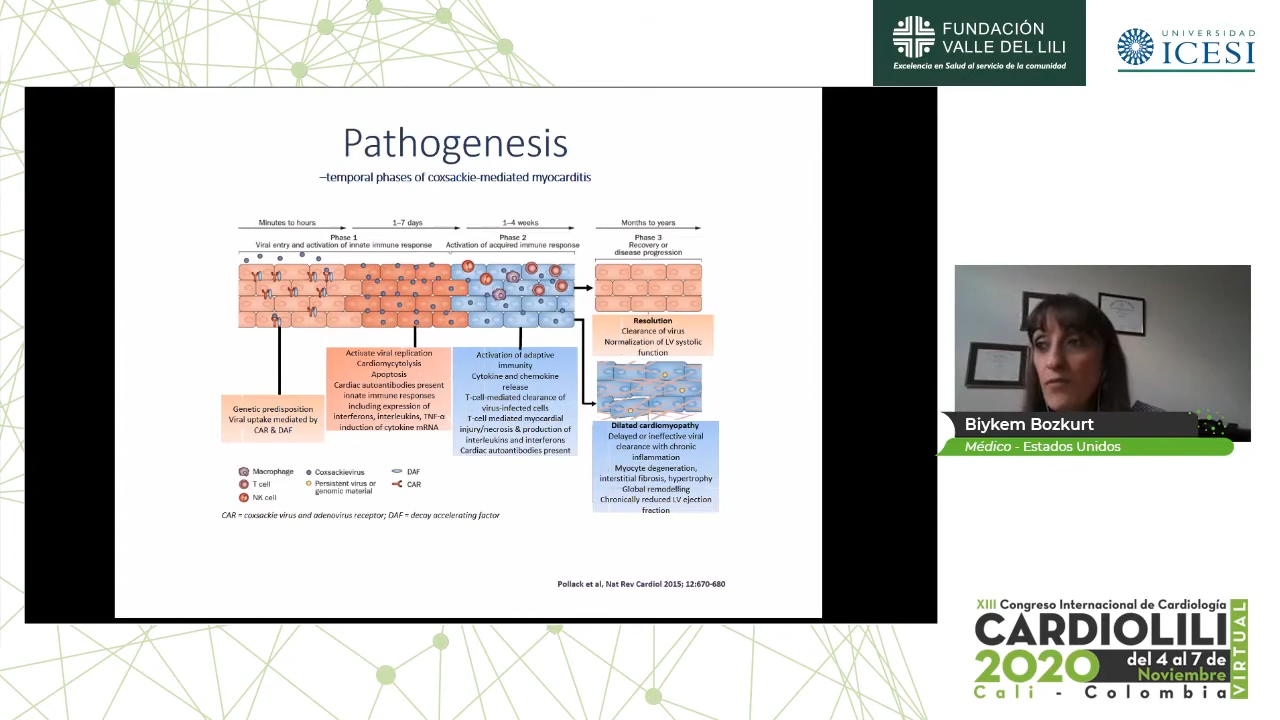 FUNDACIÓN
VALLE DEL LILI
Excelencia en Salud al servicio de la comunidad
UNIVERSIDAD
ICESI
Pathogenesis
–temporal phases of coxsackie-mediated myocarditis
Minutes to hours
1–7 days
1–4 weeks
Months to years
Phase 1
Viral entry and activation of innate immune response
Phase 2
Activation of acquired immune response
Phase 3
Recovery or
disease progression
Genetic predisposition
Viral uptake mediated by
CAR & DAF
Activate viral replication
Cardiomycytolysis
Apoptosis
Cardiac autoantibodies present
innate immune responses
including expression of
interferons, interleukins, TNF-α
induction of cytokine mRNA
Activation of adaptive
immunity
Cytokine and chemokine
release
T-cell-mediated clearance of
virus-infected cells
T-cell mediated myocardial
injury/necrosis & production of
interleukins and interferons
Cardiac autoantibodies present
Resolution
Clearance of virus
Normalization of LV systolic
function
Dilated cardiomyopathy
Delayed or ineffective viral
clearance with chronic
inflammation
Myocyte degeneration,
interstitial fibrosis, hypertrophy
Global remodelling
Chronically reduced LV ejection
fraction
Macrophage
T cell
NK cell
Coxsackievirus
Persistent virus or
genomic material
DAF
CAR
CAR = coxsackie virus and adenovirus receptor; DAF = decay accelerating factor
Pollack et al, Nat Rev Cardiol 2015; 12:670-680
Biykem Bozkurt
Médico - Estados Unidos
XIII Congreso Internacional de Cardiología
CARDIOLILI
2020
del 4 al 7 de
Noviembre
Cali - Colombia
VIRTUAL